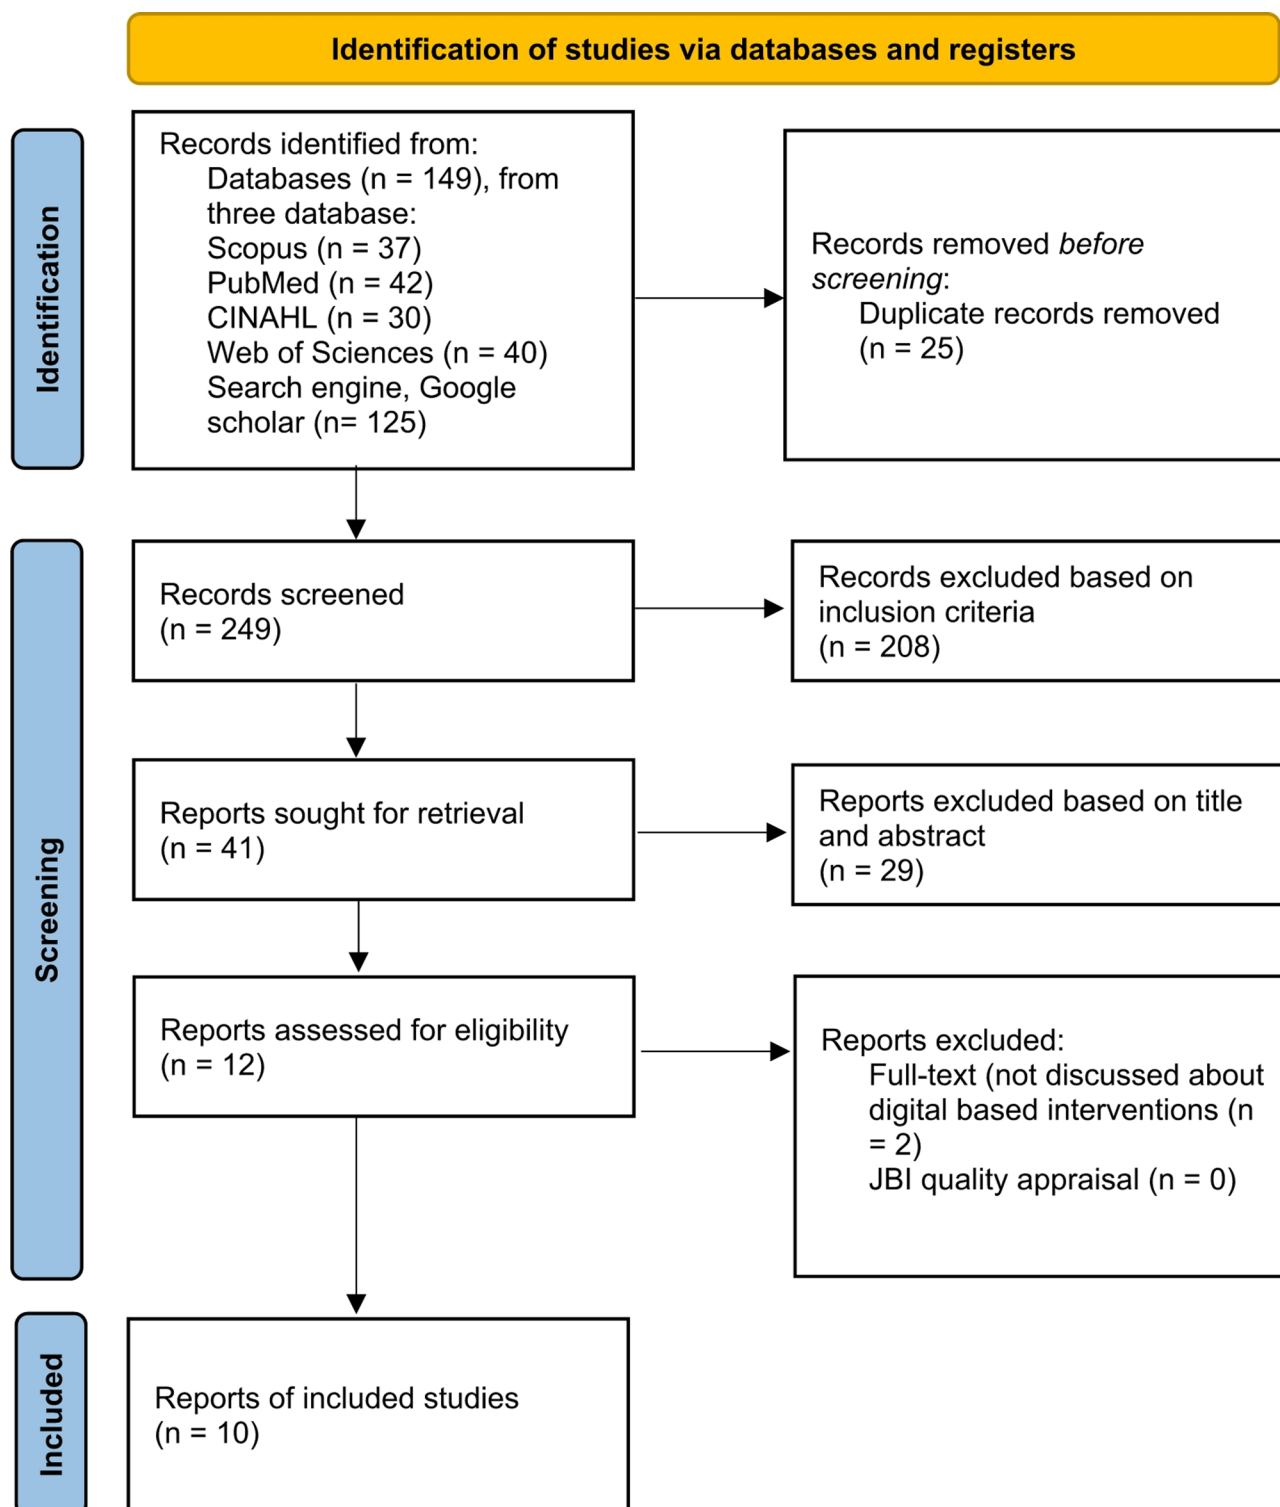 Identification of studies via databases and registers
Identification
Records identified from:
Databases (n = 149), from
three database:
Scopus (n = 37)
PubMed (n = 42)
CINAHL (n = 30)
Web of Sciences (n = 40)
Search engine, Google
scholar (n= 125)
Records removed before
screening:
Duplicate records removed
(n = 25)
Screening
Records screened
(n = 249)
Records excluded based on
inclusion criteria
(n = 208)
Reports sought for retrieval
(n = 41)
Reports excluded based on title
and abstract
(n = 29)
Reports assessed for eligibility
(n = 12)
Reports excluded:
Full-text (not discussed about
digital based interventions (n
= 2)
JBI quality appraisal (n = 0)
Included
Reports of included studies
(n = 10)